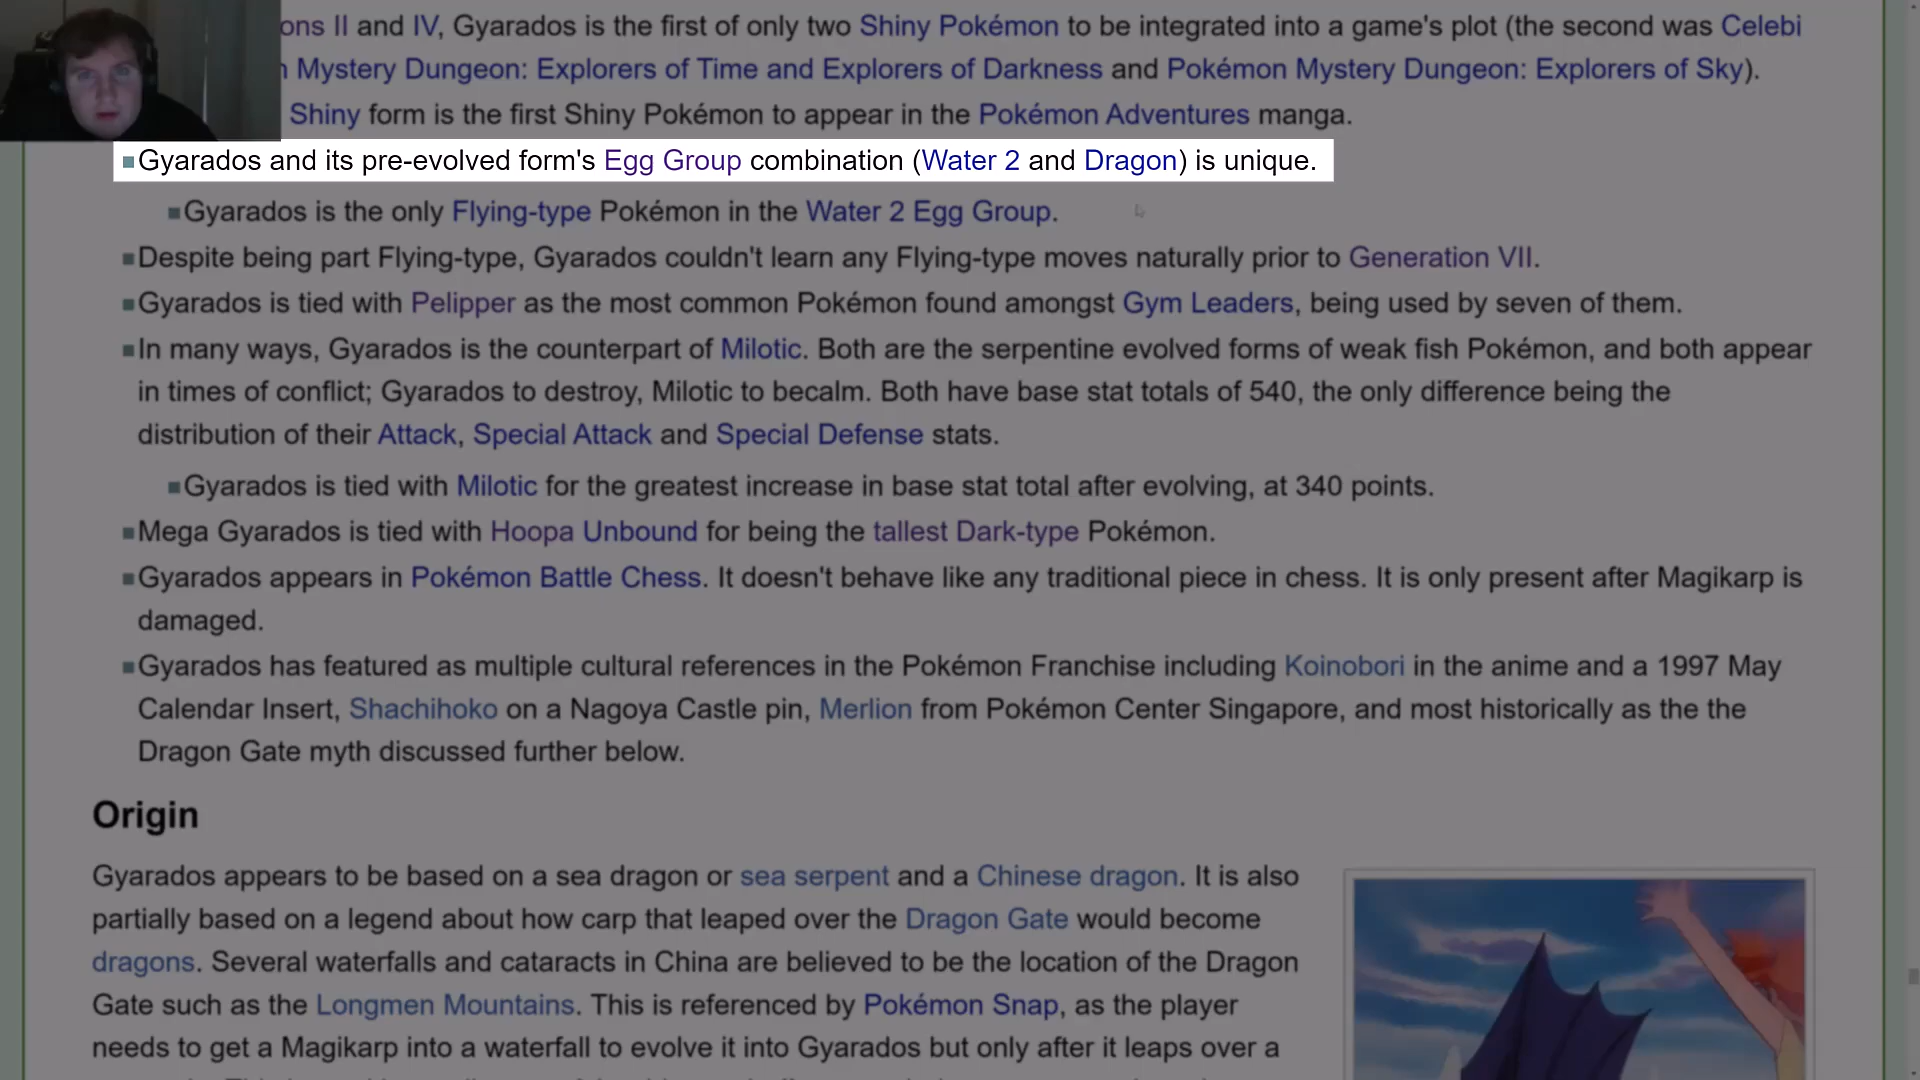 ons II and IV, Gyarados is the first of only two Shiny Pokémon to be integrated into a game's plot (the second was Celebi
Mystery Dungeon: Explorers of Time and Explorers of Darkness and Pokémon Mystery Dungeon: Explorers of Sky).
Shiny form is the first Shiny Pokémon to appear in the Pokémon Adventures manga.
Gyarados and its pre-evolved form's Egg Group combination (Water 2 and Dragon) is unique.
Gyarados is the only Flying-type Pokémon in the Water 2 Egg Group.
Despite being part Flying-type, Gyarados couldn't learn any Flying-type moves naturally prior to Generation VII.
Gyarados is tied with Pelipper as the most common Pokémon found amongst Gym Leaders, being used by seven of them.
In many ways, Gyarados is the counterpart of Milotic. Both are the serpentine evolved forms of weak fish Pokémon, and both appear
in times of conflict; Gyarados to destroy, Milotic to becalm. Both have base stat totals of 540, the only difference being the
distribution of their Attack, Special Attack and Special Defense stats.
Gyarados is tied with Milotic for the greatest increase in base stat total after evolving, at 340 points.
Mega Gyarados is tied with Hoopa Unbound for being the tallest Dark-type Pokémon.
Gyarados appears in Pokémon Battle Chess. It doesn't behave like any traditional piece in chess. It is only present after Magikarp is
damaged.
Gyarados has featured as multiple cultural references in the Pokémon Franchise including Koinobori in the anime and a 1997 May
Calendar Insert, Shachihoko on a Nagoya Castle pin, Merlion from Pokémon Center Singapore, and most historically as the the
Dragon Gate myth discussed further below.
Origin
Gyarados appears to be based on a sea dragon or sea serpent and a Chinese dragon. It is also
partially based on a legend about how carp that leaped over the Dragon Gate would become
dragons. Several waterfalls and cataracts in China are believed to be the location of the Dragon
Gate such as the Longmen Mountains. This is referenced by Pokémon Snap, as the player
needs to get a Magikarp into a waterfall to evolve it into Gyarados but only after it leaps over a